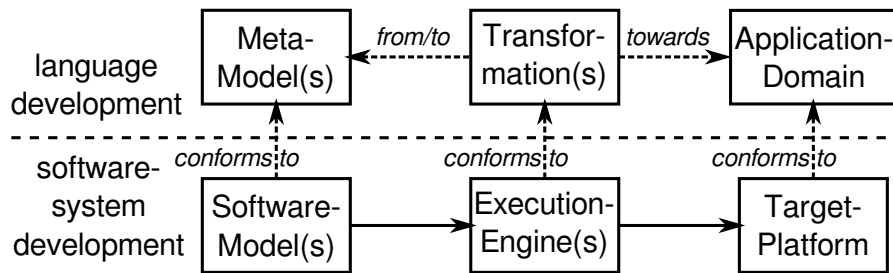 language
development
Meta-
Model(s)
from/to
Transfor-
mation(s)
towards
Application-
Domain
conforms to
conforms to
conforms to
software-
system
development
Software-
Model(s)
Execution-
Engine(s)
Target-
Platform